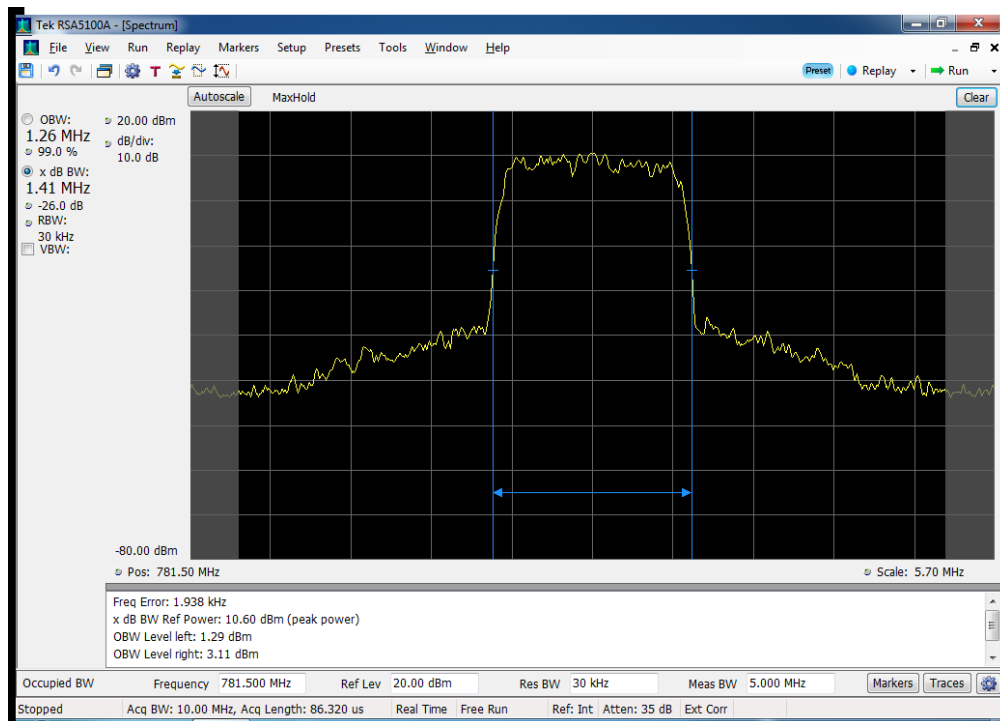 Tek RSA5100A - [Spectrum]
File View Run Replay Markers Setup Presets Tools Window Help
T Preset Replay Run
Autoscale MaxHold Clear
OBW:
1.26 MHz
99.0 %
x dB BW:
1.41 MHz
-26.0 dB
RBW:
30 kHz
VBW:
20.00 dBm
dB/div:
10.0 dB
-80.00 dBm
Pos: 781.50 MHz Scale: 5.70 MHz
Freq Error: 1.938 kHz
x dB BW Ref Power: 10.60 dBm (peak power)
OBW Level left: 1.29 dBm
OBW Level right: 3.11 dBm
Occupied BW Frequency 781.500 MHz Ref Lev 20.00 dBm Res BW 30 kHz Meas BW 5.000 MHz Markers Traces
Stopped Acq BW: 10.00 MHz, Acq Length: 86.320 us Real Time Free Run Ref: Int Atten: 35 dB Ext Corr